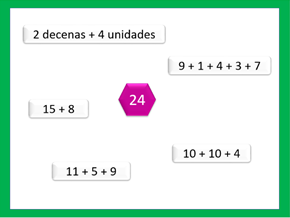 2 decenas + 4 unidades
9 + 1 + 4 + 3 + 7
24
15 + 8
10 + 10 + 4
11 + 5 + 9